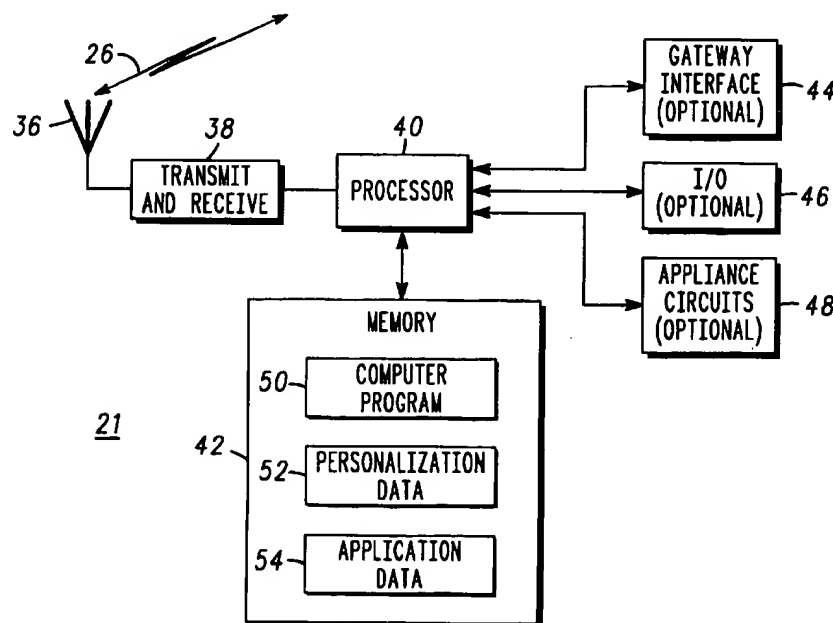 26
36
38
TRANSMIT
AND RECEIVE
40
PROCESSOR
GATEWAY
INTERFACE
(OPTIONAL)
44
I/O
(OPTIONAL)
46
APPLIANCE
CIRCUITS
(OPTIONAL)
48
MEMORY
50
COMPUTER
PROGRAM
21
42
52
PERSONALIZATION
DATA
54
APPLICATION
DATA